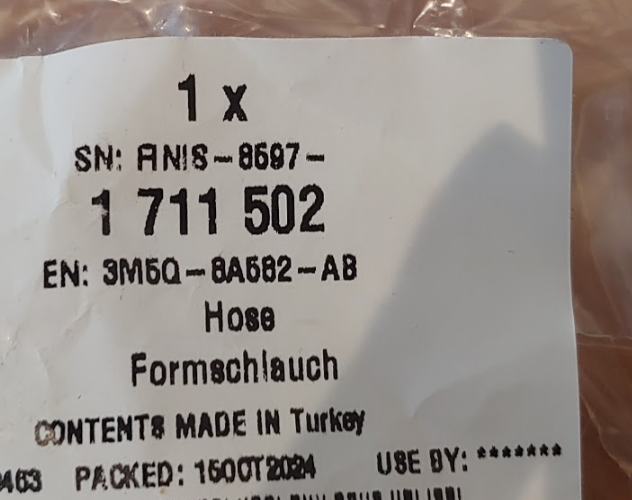 1 x
SN: ANIS-8597-
1 711 502
EN: 3M5Q-8A582-AB
Hose
Formschlauch
CONTENTS MADE IN Turkey
PACKED: 15OCT2024 USE BY: *******